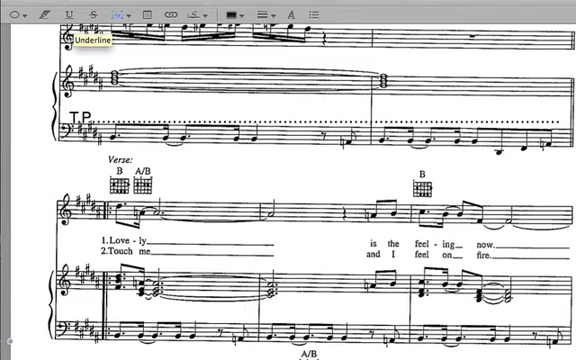 Underline
T.P.
Verse:
B A/B B
1.Love - ly is the feel - ing now.
2.Touch me and I feel on fire.
A/B